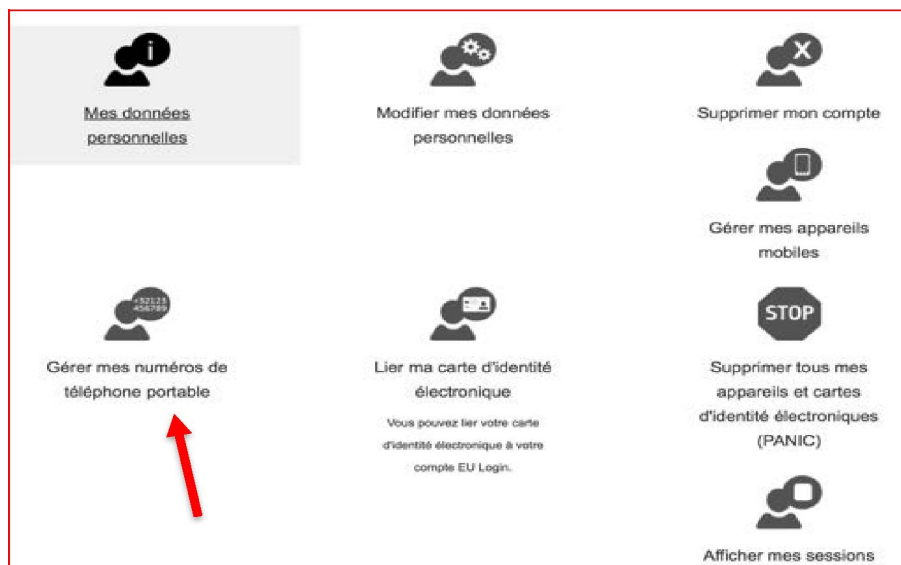 i
Mes données
personnelles
Modifier mes données
personnelles
X
Supprimer mon compte
Gérer mes appareils
mobiles
+32123
456789
Gérer mes numéros de
téléphone portable
Lier ma carte d'identité
électronique
Vous pouvez lier votre carte
d'identité électronique à votre
compte EU Login.
STOP
Supprimer tous mes
appareils et cartes
d'identité électroniques
(PANIC)
Afficher mes sessions